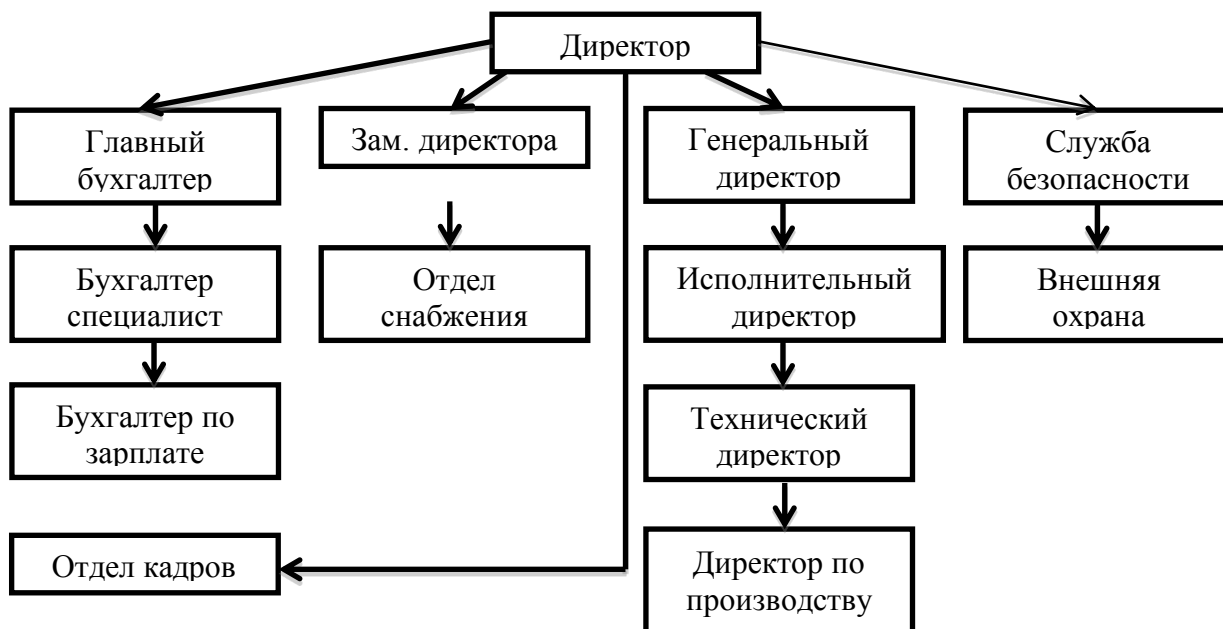 Директор
Главный
бухгалтер
Зам. директора
Генеральный
директор
Служба
безопасности
Бухгалтер
специалист
Отдел
снабжения
Исполнительный
директор
Внешняя
охрана
Бухгалтер по
зарплате
Технический
директор
Отдел кадров
Директор по
производству